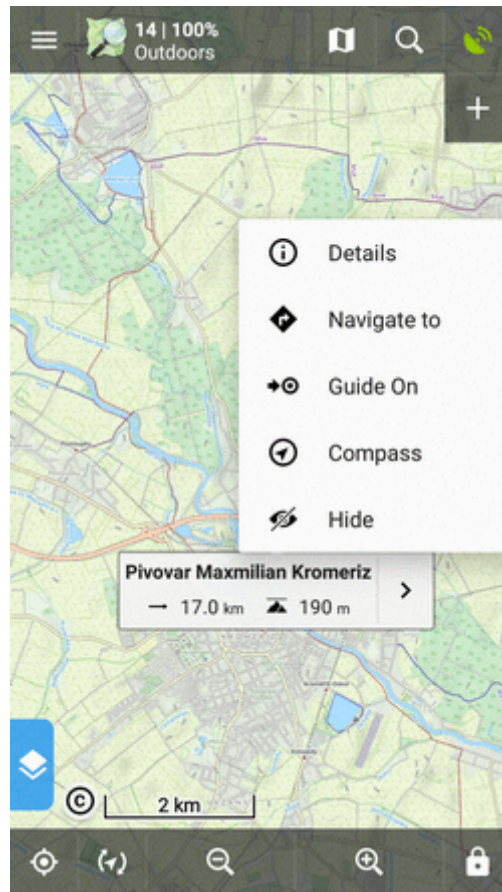 14 | 100%
Outdoors
Details
Navigate to
Guide On
Compass
Hide
Pivovar Maxmilian Kromeriz
17.0 km 190 m
©
2 km